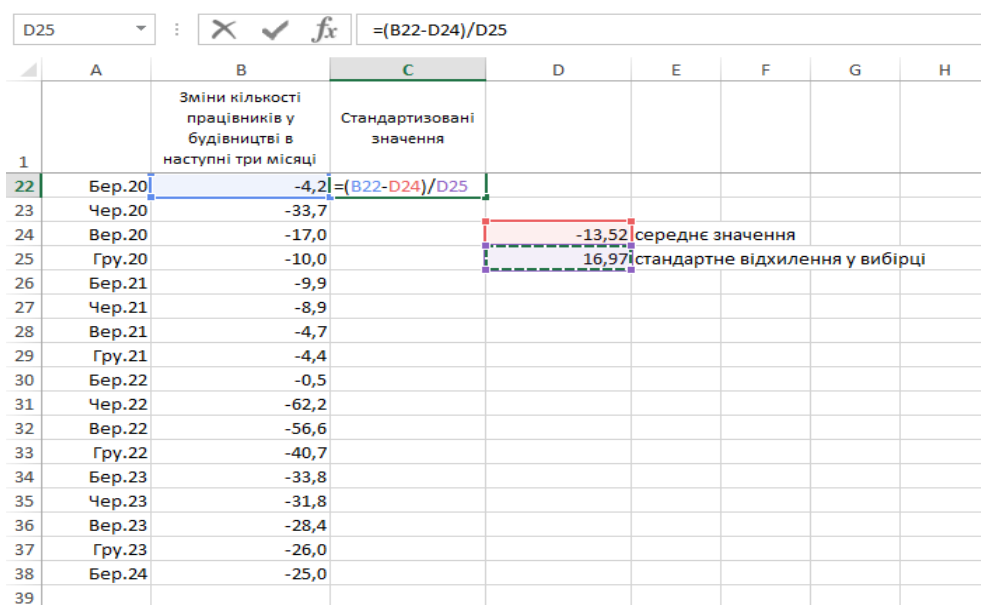 D25 fx =(B22-D24)/D25
A B C D E F G H
Зміни кількості
працівників у
будівництві в
наступні три місяці
Стандартизовані
значення
1
22 Бер.20 -4,2 =(B22-D24)/D25
23 Чер.20 -33,7
24 Вер.20 -17,0 -13,52 середнє значення
25 Гру.20 -10,0 16,97 стандартне відхилення у вибірці
26 Бер.21 -9,9
27 Чер.21 -8,9
28 Вер.21 -4,7
29 Гру.21 -4,4
30 Бер.22 -0,5
31 Чер.22 -62,2
32 Вер.22 -56,6
33 Гру.22 -40,7
34 Бер.23 -33,8
35 Чер.23 -31,8
36 Вер.23 -28,4
37 Гру.23 -26,0
38 Бер.24 -25,0
39